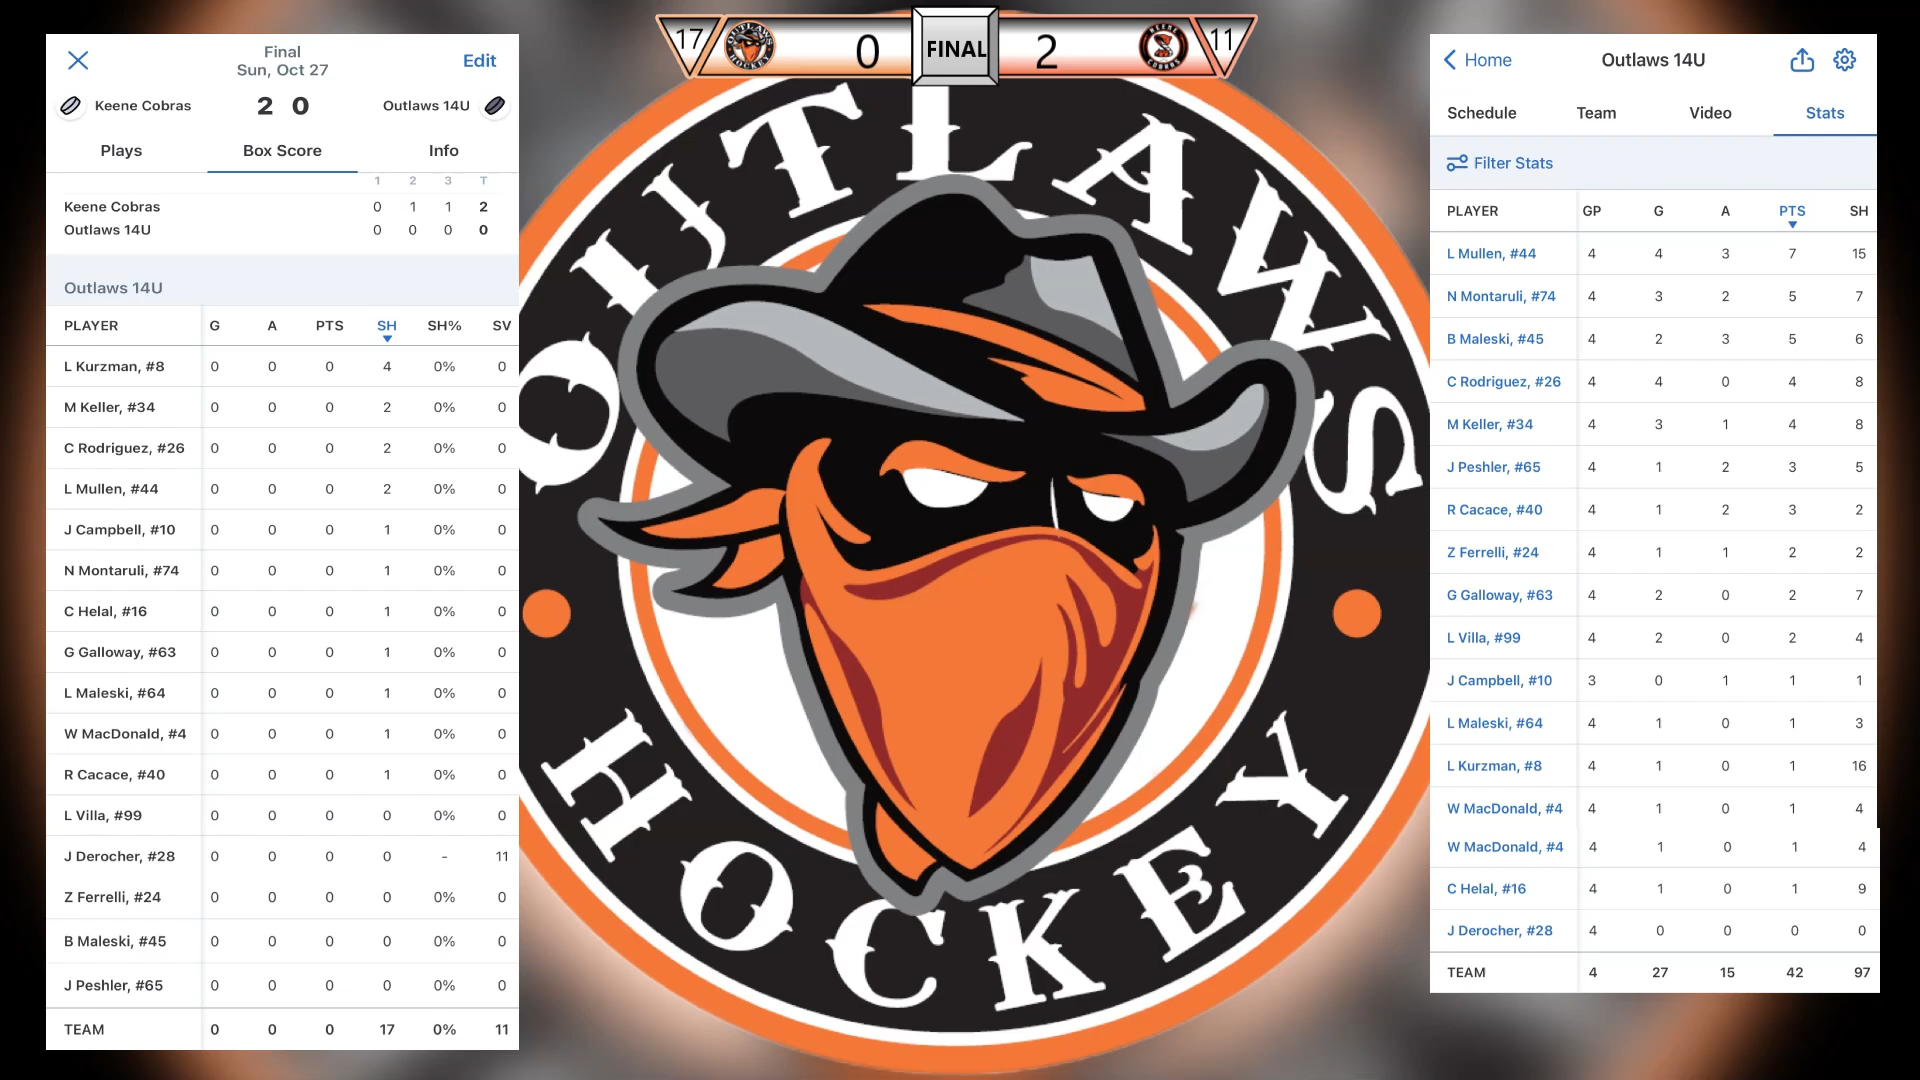 17 0 FINAL 2 11
OUTLAWS HOCKEY
KEENE COBRAS
Final
Sun, Oct 27
Edit
Keene Cobras 2 0 Outlaws 14U
Plays Box Score Info
1 2 3 T
Keene Cobras 0 1 1 2
Outlaws 14U 0 0 0 0
Outlaws 14U
PLAYER G A PTS SH SH% SV
L Kurzman, #8 0 0 0 4 0% 0
M Keller, #34 0 0 0 2 0% 0
C Rodriguez, #26 0 0 0 2 0% 0
L Mullen, #44 0 0 0 2 0% 0
J Campbell, #10 0 0 0 1 0% 0
N Montaruli, #74 0 0 0 1 0% 0
C Helal, #16 0 0 0 1 0% 0
G Galloway, #63 0 0 0 1 0% 0
L Maleski, #64 0 0 0 1 0% 0
W MacDonald, #4 0 0 0 1 0% 0
R Cacace, #40 0 0 0 1 0% 0
L Villa, #99 0 0 0 0 0% 0
J Derocher, #28 0 0 0 0 - 11
Z Ferrelli, #24 0 0 0 0 0% 0
B Maleski, #45 0 0 0 0 0% 0
J Peshler, #65 0 0 0 0 0% 0
TEAM 0 0 0 17 0% 11
OUTLAWS
HOCKEY
Home Outlaws 14U
Schedule Team Video Stats
Filter Stats
PLAYER GP G A PTS SH
L Mullen, #44 4 4 3 7 15
N Montaruli, #74 4 3 2 5 7
B Maleski, #45 4 2 3 5 6
C Rodriguez, #26 4 4 0 4 8
M Keller, #34 4 3 1 4 8
J Peshler, #65 4 1 2 3 5
R Cacace, #40 4 1 2 3 2
Z Ferrelli, #24 4 1 1 2 2
G Galloway, #63 4 2 0 2 7
L Villa, #99 4 2 0 2 4
J Campbell, #10 3 0 1 1 1
L Maleski, #64 4 1 0 1 3
L Kurzman, #8 4 1 0 1 16
W MacDonald, #4 4 1 0 1 4
W MacDonald, #4 4 1 0 1 4
C Helal, #16 4 1 0 1 9
J Derocher, #28 4 0 0 0 0
TEAM 4 27 15 42 97